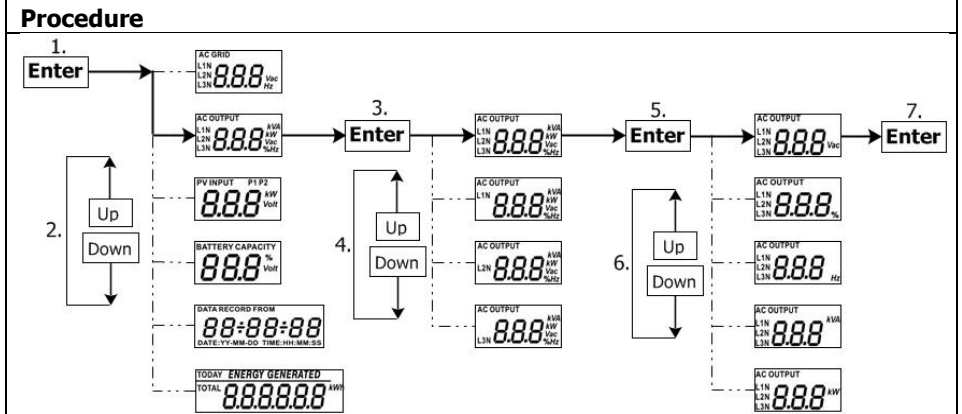 Procedure
1.
Enter
AC GRID
L1N
L2N
L3N
8.8.8
Vac
Hz
AC OUTPUT
L1N
L2N
L3N
8.8.8
kVA
kW
Vac
%Hz
2.
Up
Down
PV INPUT P1 P2
8.8.8
kW
Volt
BATTERY CAPACITY
88.8
%
Volt
DATA RECORD FROM
88:88:88
DATE:YY-MM-DD TIME:HH:MM:SS
TODAY ENERGY GENERATED
TOTAL
8.8.8.8.8.8
kWh
3.
Enter
4.
Up
Down
AC OUTPUT
L1N
L2N
L3N
8.8.8
kVA
kW
Vac
%Hz
AC OUTPUT
L1N
8.8.8
kVA
kW
Vac
%Hz
AC OUTPUT
L2N
8.8.8
kVA
kW
Vac
%Hz
AC OUTPUT
L3N
8.8.8
kVA
kW
Vac
%Hz
5.
Enter
6.
Up
Down
AC OUTPUT
L1N
L2N
L3N
8.8.8
Vac
AC OUTPUT
L1N
L2N
L3N
8.8.8.
%
AC OUTPUT
L1N
L2N
L3N
8.8.8
Hz
AC OUTPUT
L1N
L2N
L3N
8.8.8
kVA
AC OUTPUT
L1N
L2N
L3N
8.8.8
kW
7.
Enter